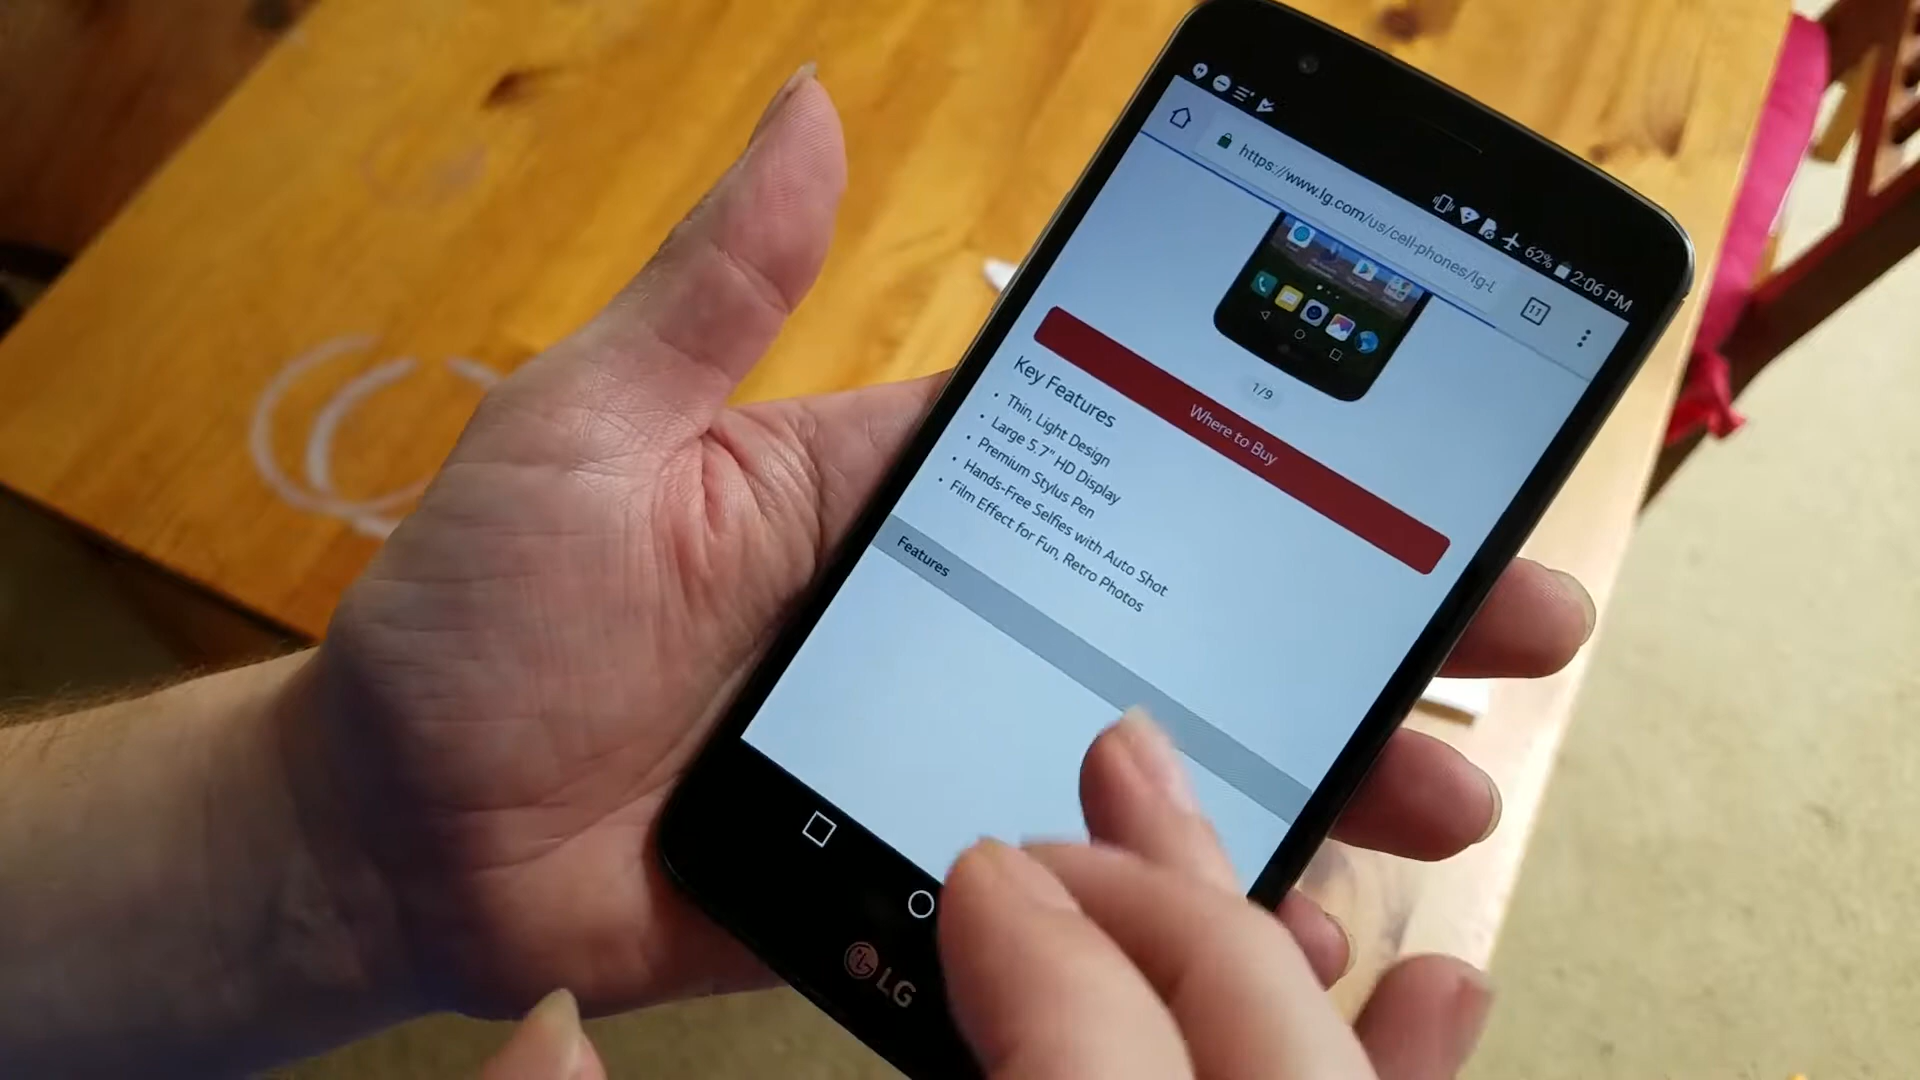 62% 2:06 PM
https://www.lg.com/us/cell-phones/lg-L
11
1/9
Where to Buy
Key Features
• Thin, Light Design
• Large 5.7" HD Display
• Premium Stylus Pen
• Hands-Free Selfies with Auto Shot
• Film Effect for Fun, Retro Photos
Features
LG